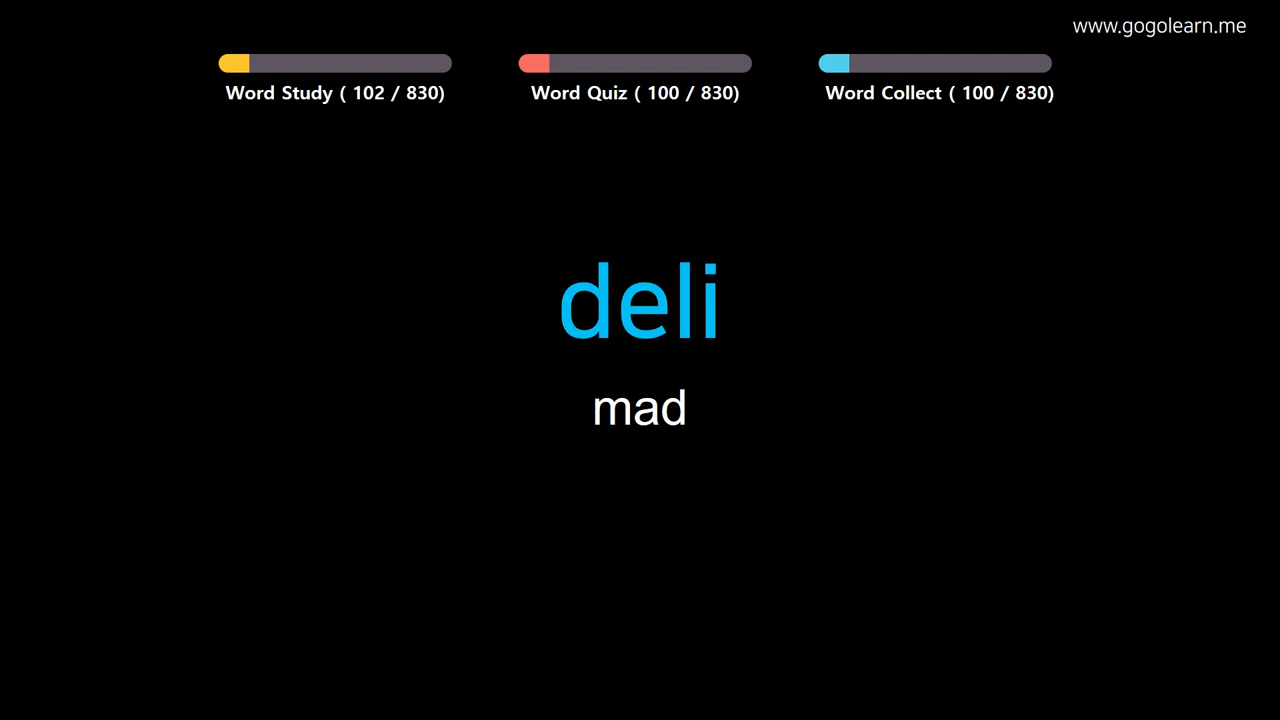 www.gogolearn.me
Word Study ( 102 / 830)
Word Quiz ( 100 / 830)
Word Collect ( 100 / 830)
deli
mad